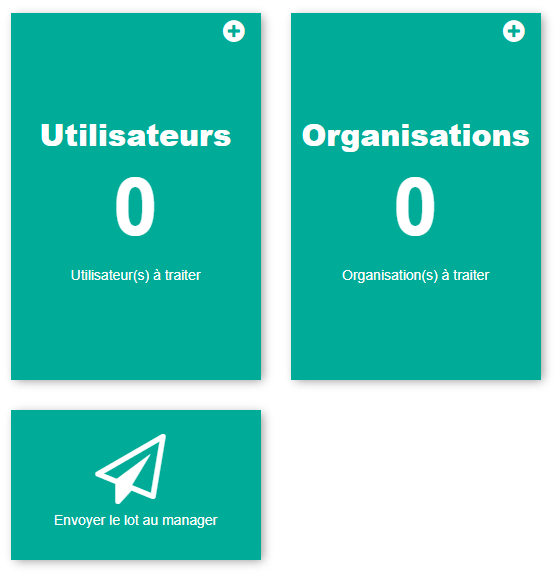 Utilisateurs
0
Utilisateur(s) à traiter
Organisations
0
Organisation(s) à traiter
Envoyer le lot au manager